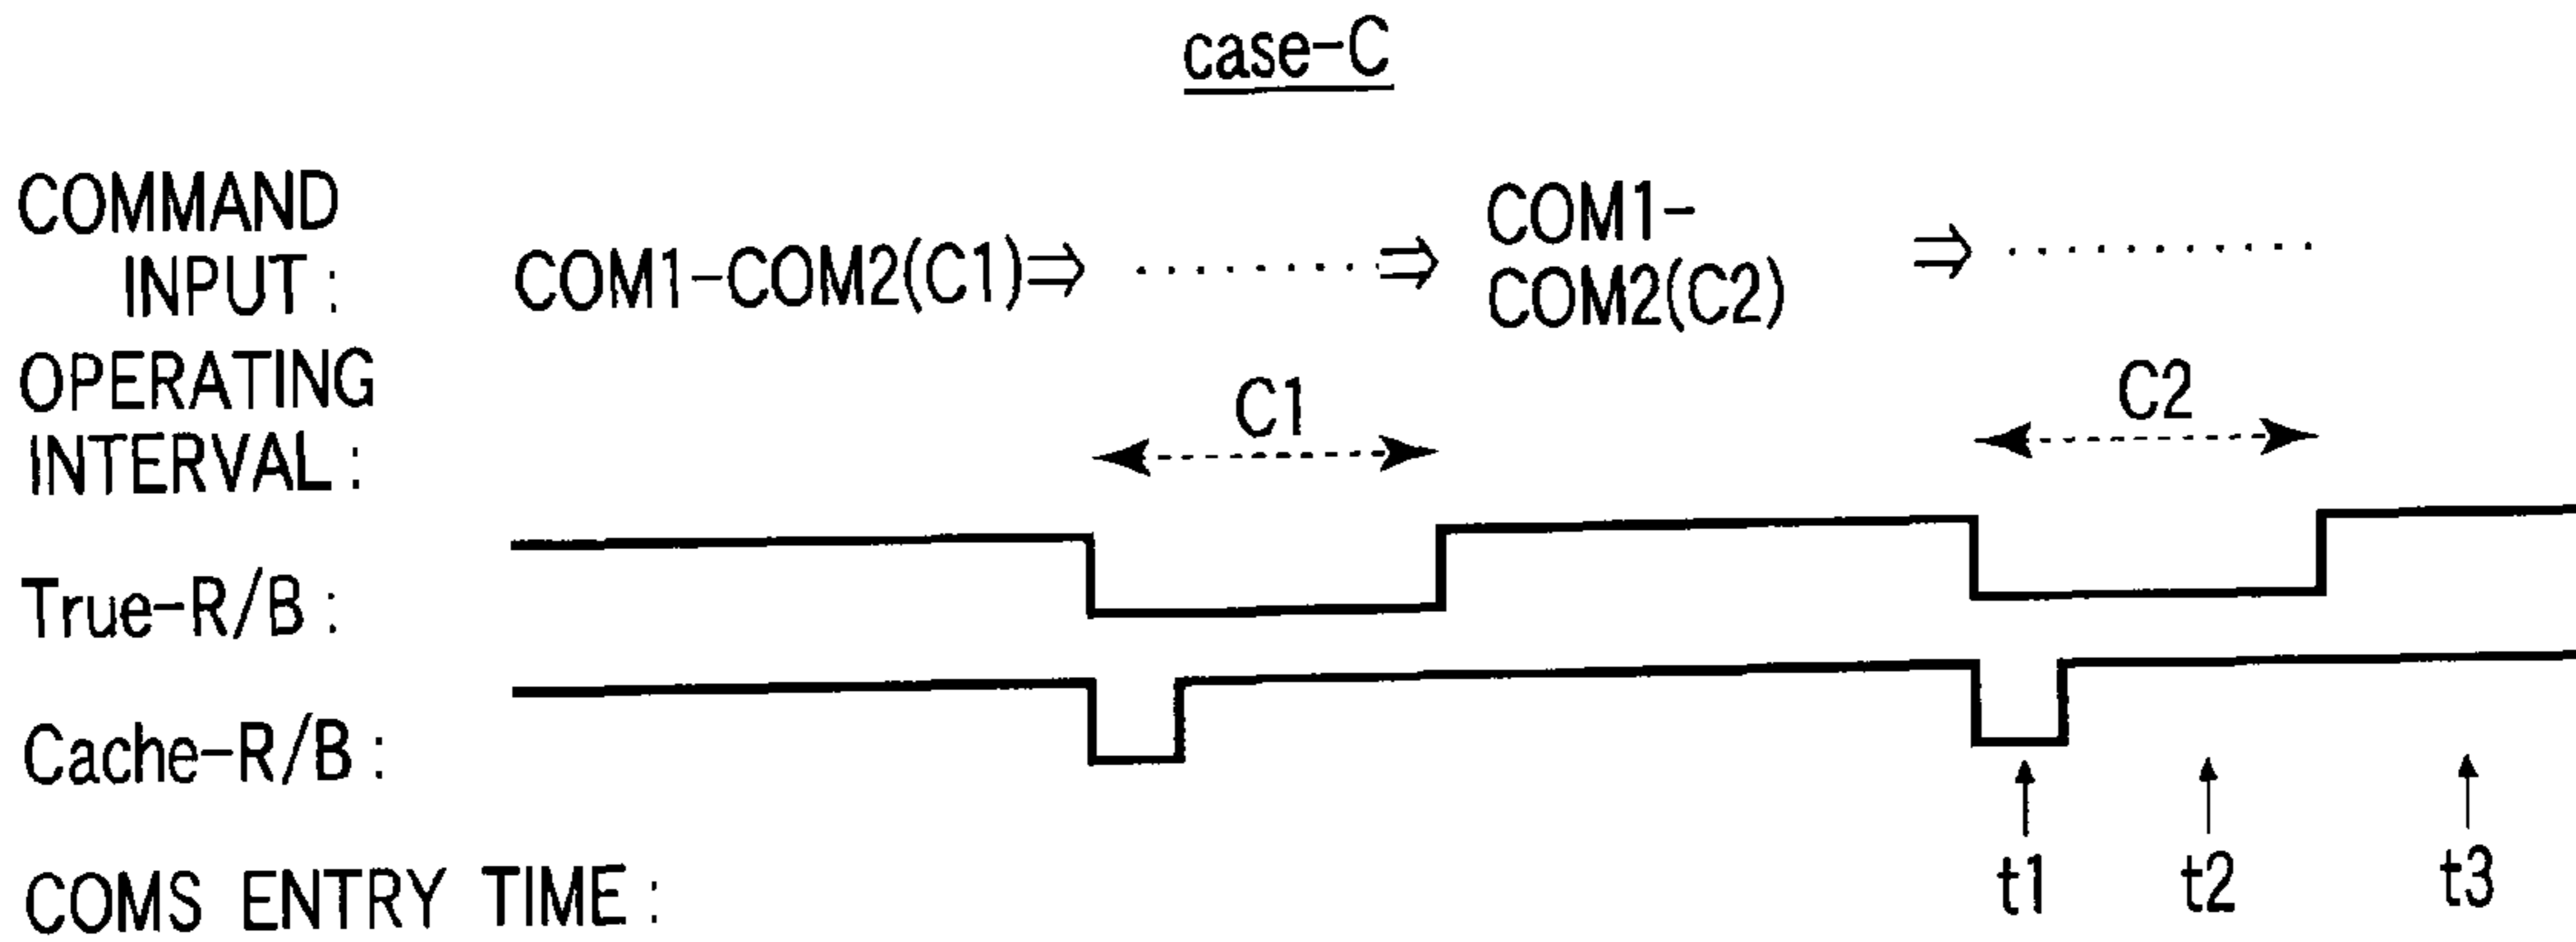 case-C
COMMAND
INPUT :
COM1-COM2(C1)⇒ ·········⇒ COM1-
COM2(C2) ⇒ ··········
OPERATING
INTERVAL :
C1
C2
True-R/B :
Cache-R/B :
COMS ENTRY TIME :
t1 t2 t3